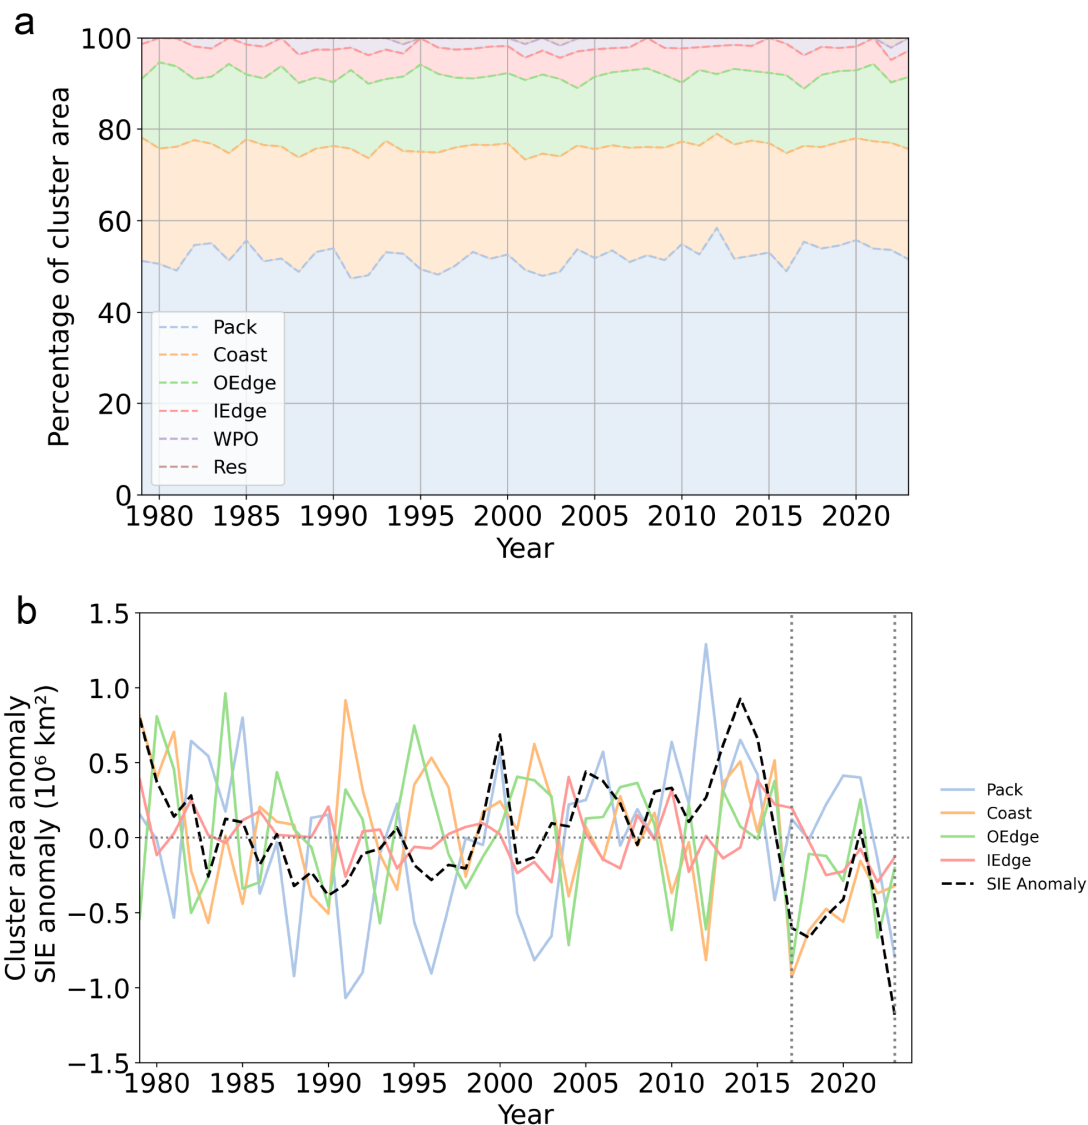 a
100
80
60
40
20
0
Percentage of cluster area
Pack
Coast
OEdge
IEdge
WPO
Res
1980 1985 1990 1995 2000 2005 2010 2015 2020
Year
b
1.5
1.0
0.5
0.0
−0.5
−1.0
−1.5
Cluster area anomaly
SIE anomaly (10⁶ km²)
Pack
Coast
OEdge
IEdge
SIE Anomaly
1980 1985 1990 1995 2000 2005 2010 2015 2020
Year